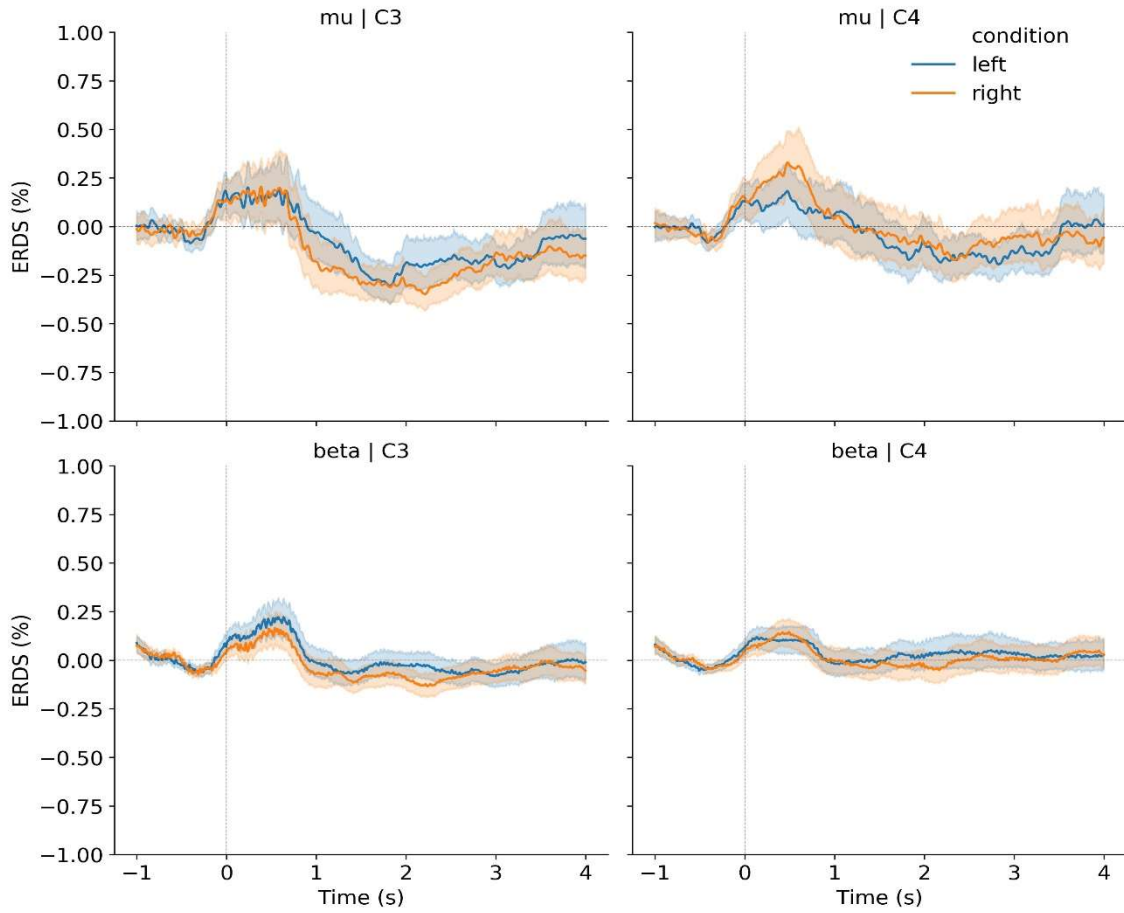 mu | C3
mu | C4
condition
left
right
ERDS (%)
1.00
0.75
0.50
0.25
0.00
−0.25
−0.50
−0.75
−1.00
beta | C3
beta | C4
ERDS (%)
1.00
0.75
0.50
0.25
0.00
−0.25
−0.50
−0.75
−1.00
−1 0 1 2 3 4
−1 0 1 2 3 4
Time (s)
Time (s)